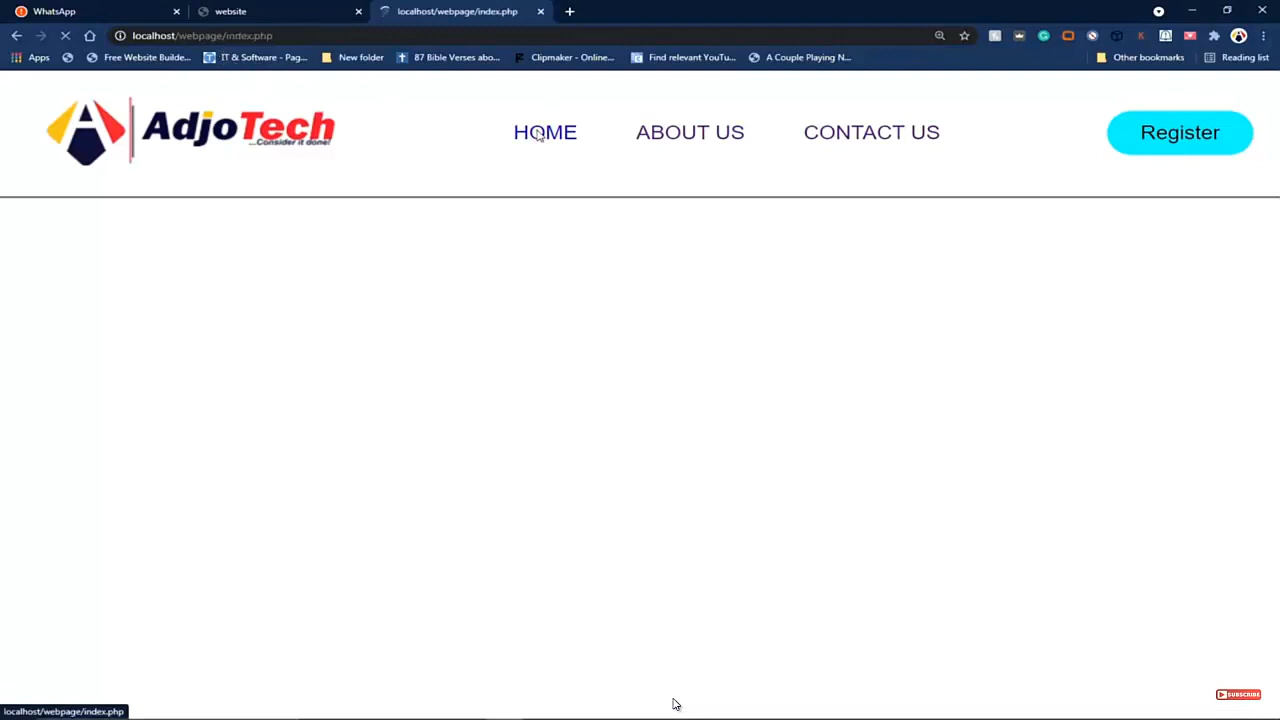 WhatsApp
website
localhost/webpage/index.php
localhost/webpage/index.php
Apps
Free Website Builde...
IT & Software - Pag...
New folder
87 Bible Verses abo...
Clipmaker - Online...
Find relevant YouTu...
A Couple Playing N...
Other bookmarks
Reading list
AdjoTech
...Consider it done!
HOME
ABOUT US
CONTACT US
Register
SUBSCRIBE
localhost/webpage/index.php